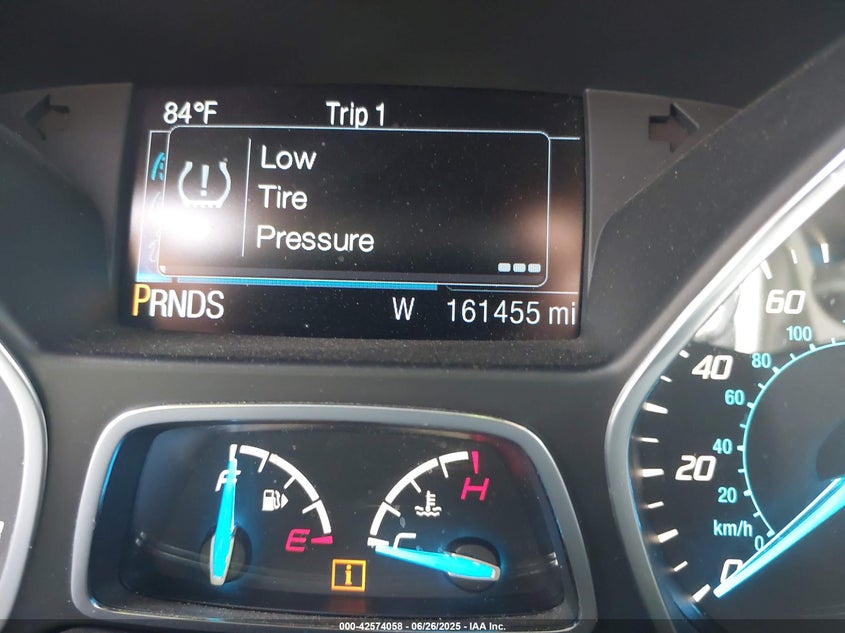 84°F Trip 1
Low
Tire
Pressure
PRNDS W 161455 mi
F E
C H
i
60
40
20
0
100
80
60
40
20
0
km/h
000-42574058 - 06/26/2025 - IAA Inc.